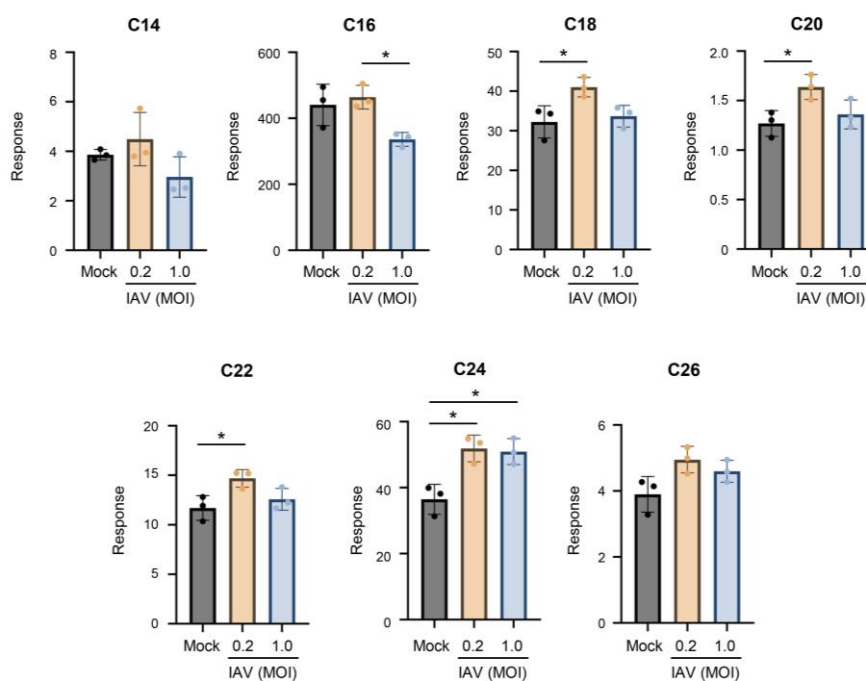 C14
C16
C18
C20
Response
8
6
4
2
0
Mock 0.2 1.0
IAV (MOI)
Response
600
400
200
0
*
Mock 0.2 1.0
IAV (MOI)
Response
50
40
30
20
10
0
*
Mock 0.2 1.0
IAV (MOI)
Response
2.0
1.5
1.0
0.5
0
*
Mock 0.2 1.0
IAV (MOI)
C22
C24
C26
Response
20
15
10
5
0
*
Mock 0.2 1.0
IAV (MOI)
Response
60
40
20
0
*
*
Mock 0.2 1.0
IAV (MOI)
Response
6
4
2
0
Mock 0.2 1.0
IAV (MOI)